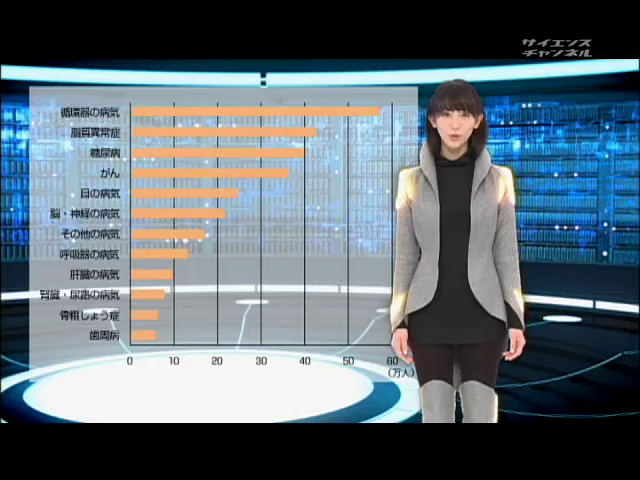 サイエンス
チャンネル
循環器の病気
脂質異常症
糖尿病
がん
目の病気
脳・神経の病気
その他の病気
呼吸器の病気
肝臓の病気
腎臓・尿路の病気
骨粗しょう症
歯周病
0 10 20 30 40 50 60
(万人)